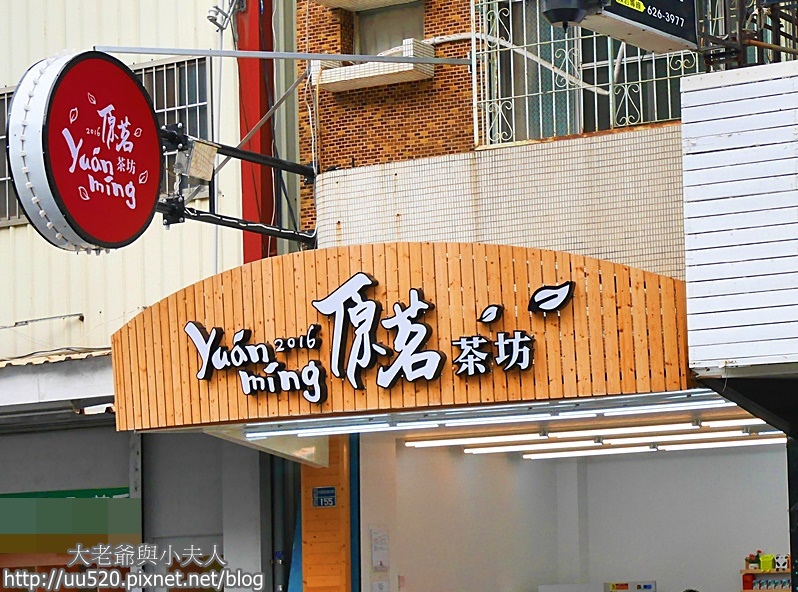 626-3977
2016 原茗
Yuán 茶坊
míng
Yuán 2016 原茗 茶坊
míng
155
大老爺與小夫人
http://uu520.pixnet.net/blog